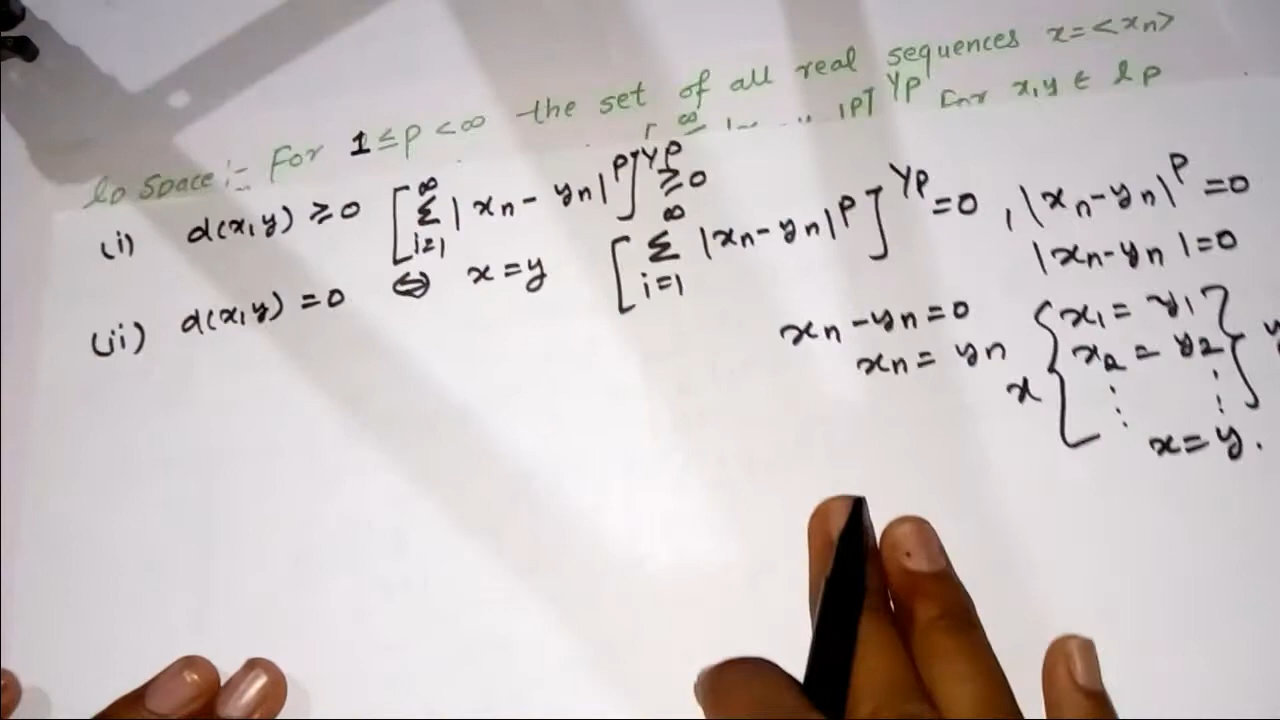 lp Space :- For 1 ≤ p < ∞ the set of all real sequences x = <xn>
|P]^{1/p} For x, y ∈ lp
(i) d(x,y) ≥ 0 [∞ Σ i=1 |xn - yn|^P]^{1/p} ≥ 0
(ii) d(x,y) = 0 ⇔ x = y [∞ Σ i=1 |xn - yn|^P]^{1/p} = 0 , |xn - yn|^P = 0
|xn - yn| = 0
xn - yn = 0
xn = yn
x { x1 = y1
x2 = y2 } y
⋮ ⋮
x = y.